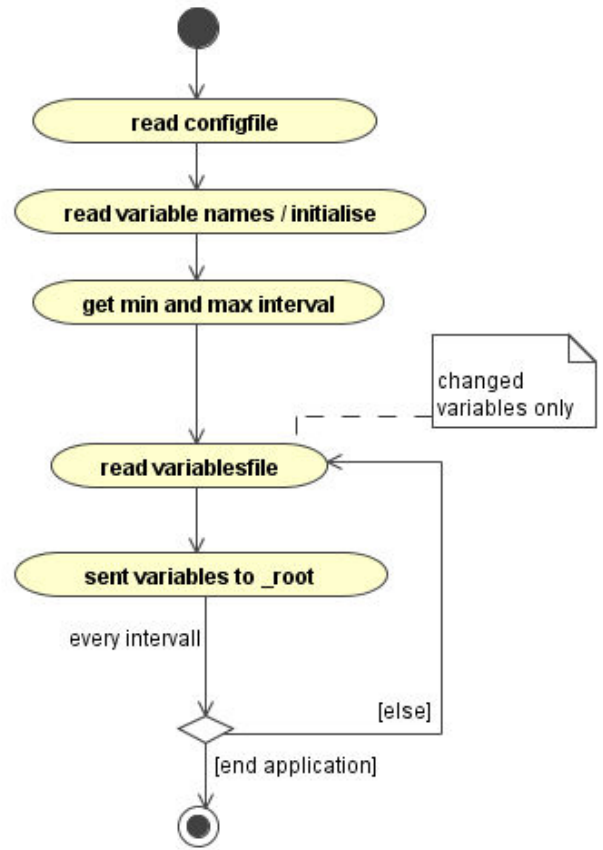 read configfile
read variable names / initialise
get min and max interval
changed
variables only
read variablesfile
sent variables to _root
every intervall
[else]
[end application]